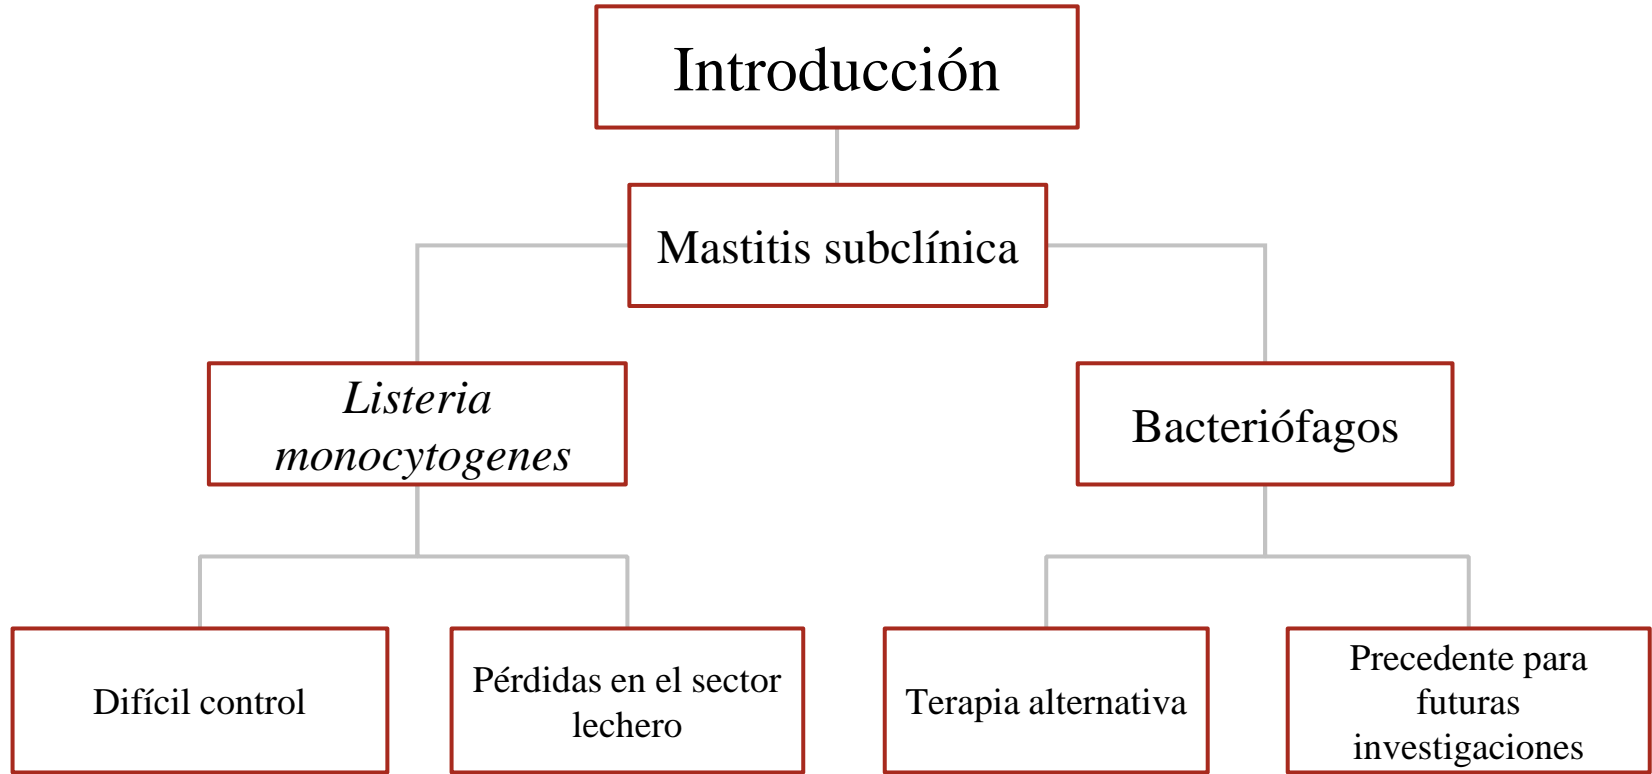 Introducción
Mastitis subclínica
Listeria
monocytogenes
Bacteriófagos
Difícil control
Pérdidas en el sector
lechero
Terapia alternativa
Precedente para
futuras
investigaciones